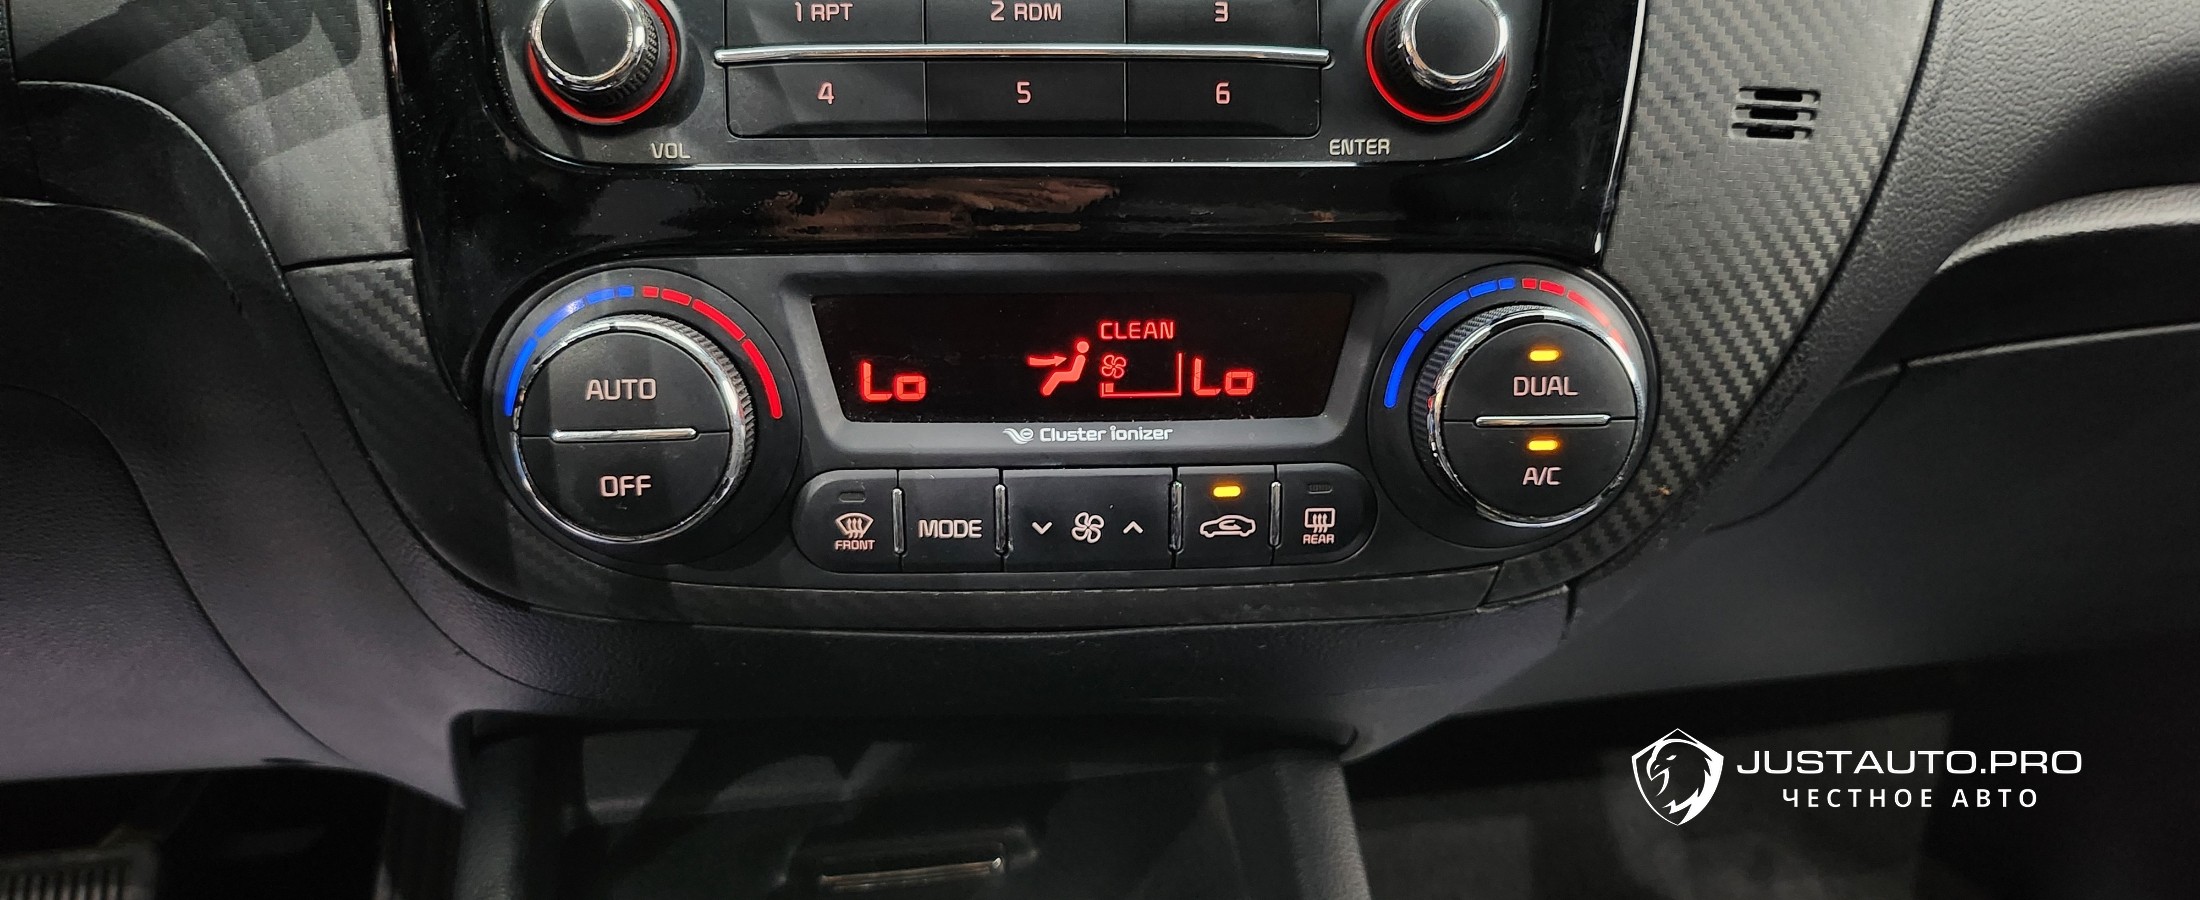 1 RPT 2 RDM 3
4 5 6
VOL ENTER
CLEAN
Lo Lo
AUTO DUAL
Cluster ionizer
OFF A/C
MODE
FRONT REAR
JUSTAUTO.PRO
ЧЕСТНОЕ АВТО